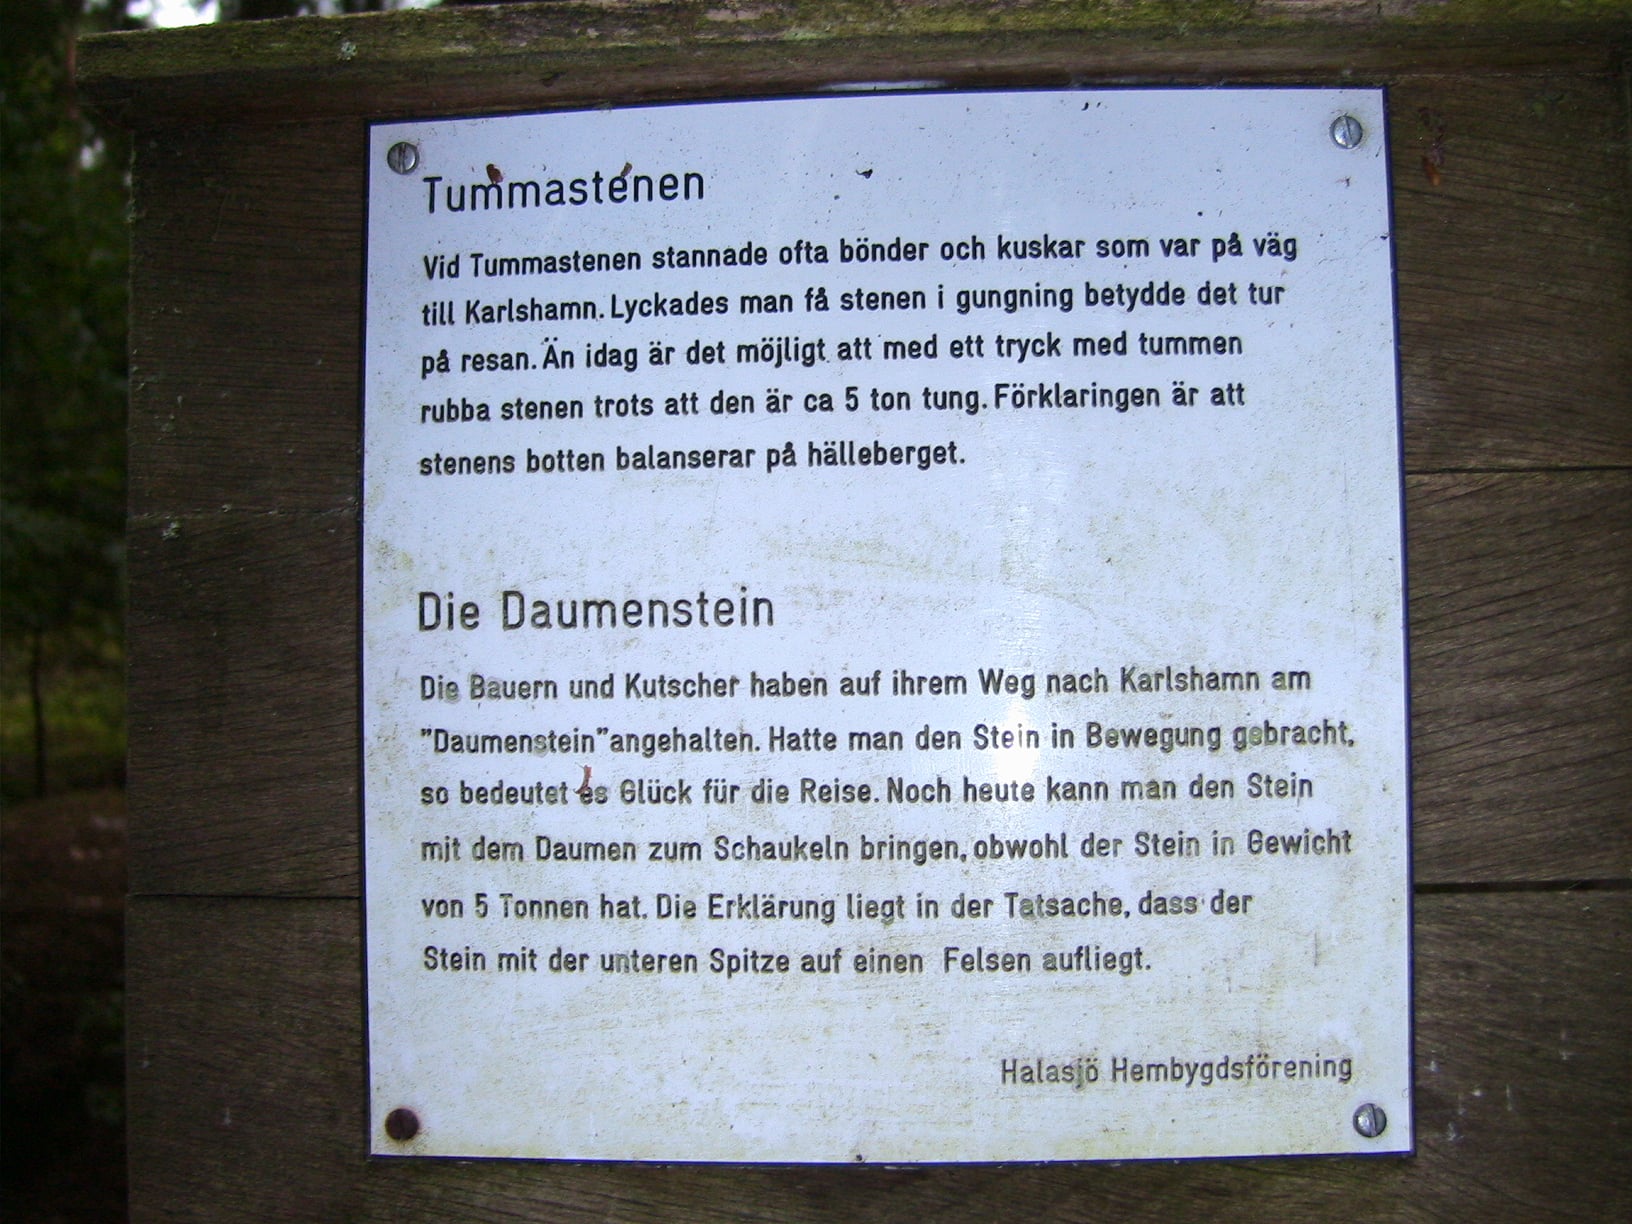 Tummastenen
Vid Tummastenen stannade ofta bönder och kuskar som var på väg
till Karlshamn. Lyckades man få stenen i gungning betydde det tur
på resan. Än idag är det möjligt att med ett tryck med tummen
rubba stenen trots att den är ca 5 ton tung. Förklaringen är att
stenens botten balanserar på hälleberget.
Die Daumenstein
Die Bauern und Kutscher haben auf ihrem Weg nach Karlshamn am
"Daumenstein" angehalten. Hatte man den Stein in Bewegung gebracht,
so bedeutet es Glück für die Reise. Noch heute kann man den Stein
mit dem Daumen zum Schaukeln bringen, obwohl der Stein in Gewicht
von 5 Tonnen hat. Die Erklärung liegt in der Tatsache, dass der
Stein mit der unteren Spitze auf einen Felsen aufliegt.
Halasjö Hembygdsförening